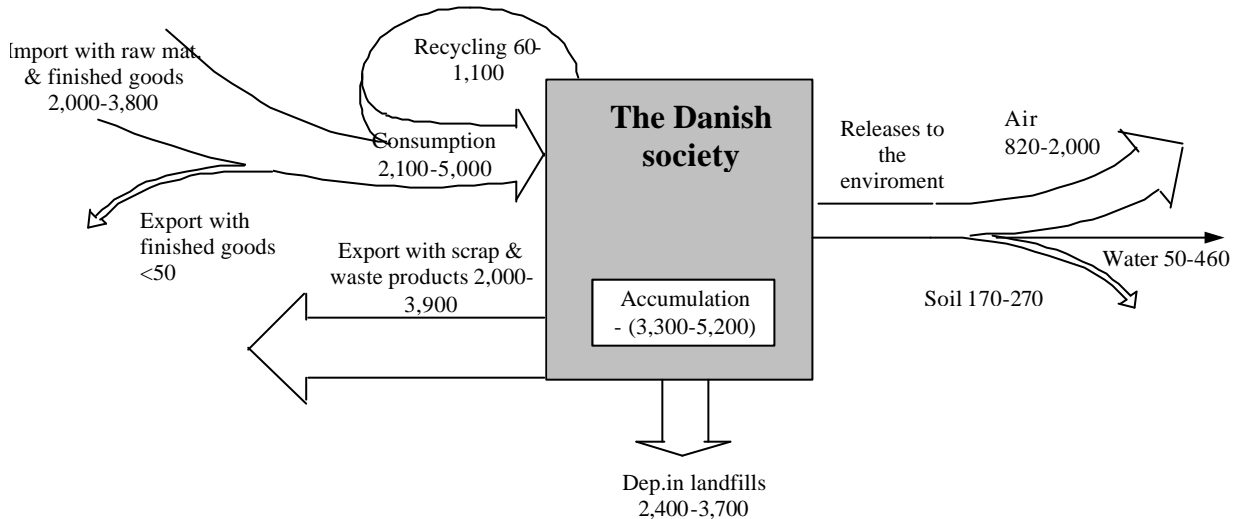 Import with raw mat.
& finished goods
2,000-3,800
Recycling 60-
1,100
Consumption
2,100-5,000
Export with
finished goods
<50
Export with scrap &
waste products 2,000-
3,900
The Danish
society
Accumulation
- (3,300-5,200)
Dep.in landfills
2,400-3,700
Releases to
the
enviroment
Air
820-2,000
Water 50-460
Soil 170-270